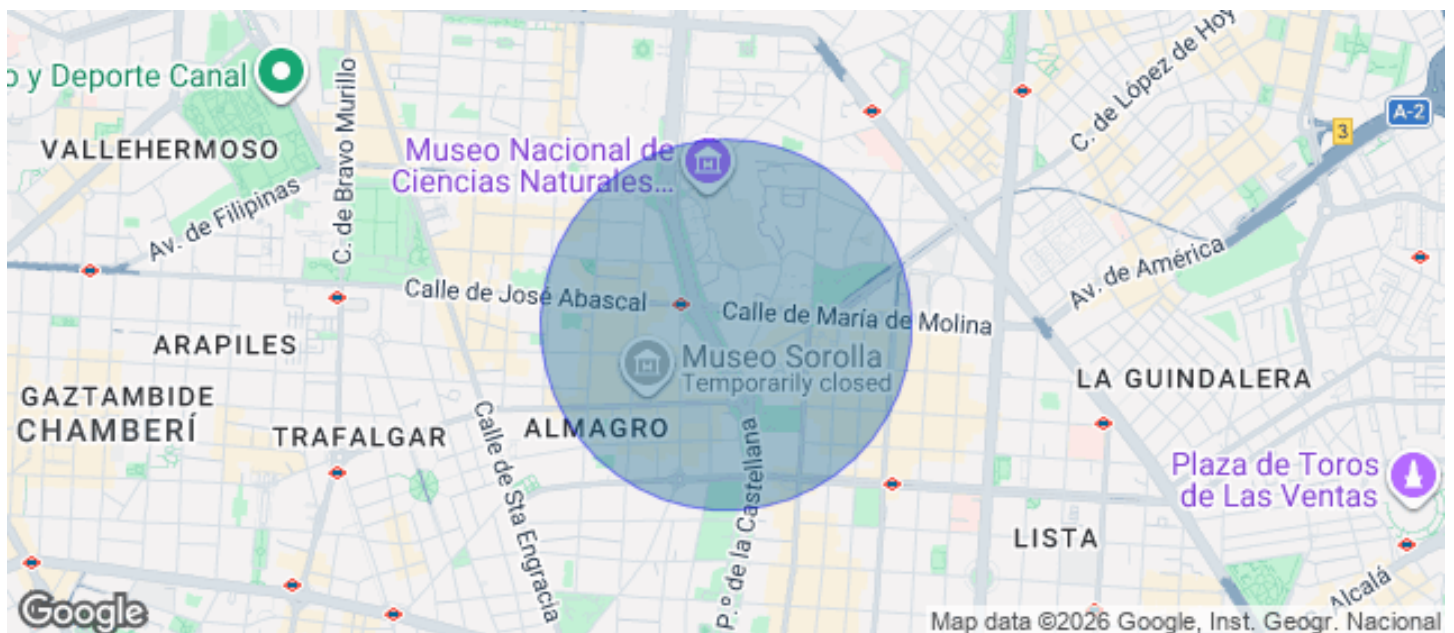 o y Deporte Canal
VALLEHERMOSO
Av. de Filipinas
C. de Bravo Murillo
Museo Nacional de
Ciencias Naturales...
C. de López de Hoy
A-2
3
Av. de América
Calle de José Abascal
Calle de María de Molina
ARAPILES
Museo Sorolla
Temporarily closed
LA GUINDALERA
GAZTAMBIDE
CHAMBERÍ
TRAFALGAR
ALMAGRO
Calle de Sta Engracia
P.º de la Castellana
Plaza de Toros
de Las Ventas
LISTA
C. Alcalá
Google
Map data ©2026 Google, Inst. Geogr. Nacional